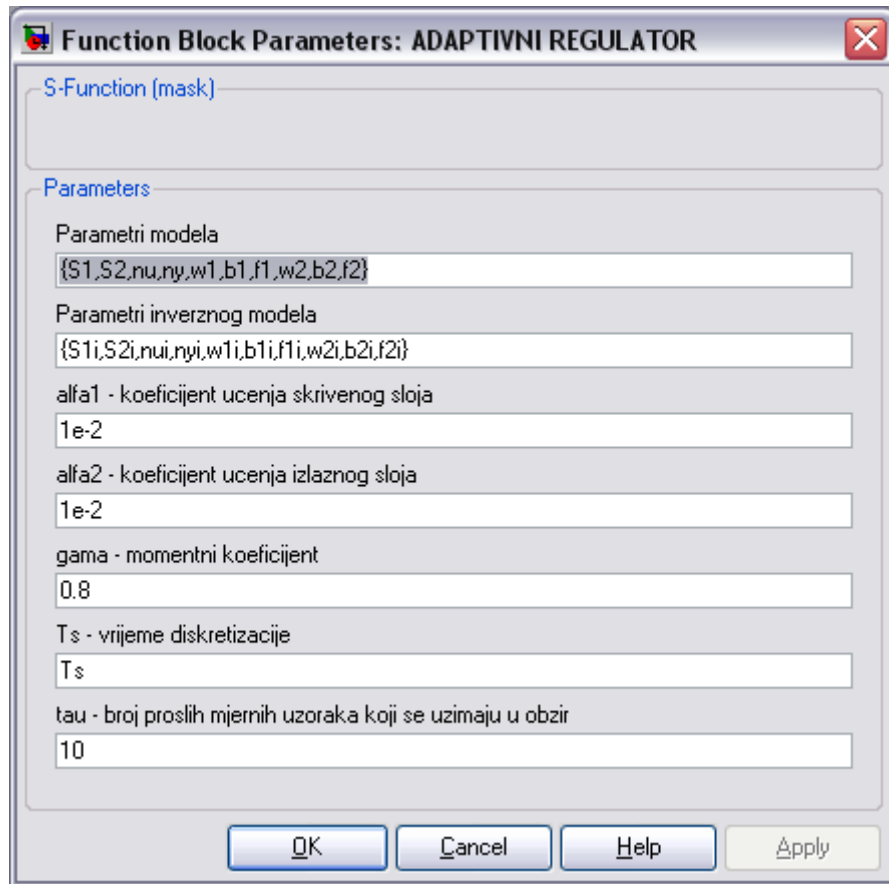 Function Block Parameters: ADAPTIVNI REGULATOR
S-Function (mask)
Parameters
Parametri modela
{S1,S2,nu,ny,w1,b1,f1,w2,b2,f2}
Parametri inverznog modela
{S1i,S2i,nui,nyi,w1i,b1i,f1i,w2i,b2i,f2i}
alfa1 - koeficijent ucenja skrivenog sloja
1e-2
alfa2 - koeficijent ucenja izlaznog sloja
1e-2
gama - momentni koeficijent
0.8
Ts - vrijeme diskretizacije
Ts
tau - broj proslih mjernih uzoraka koji se uzimaju u obzir
10
OK Cancel Help Apply